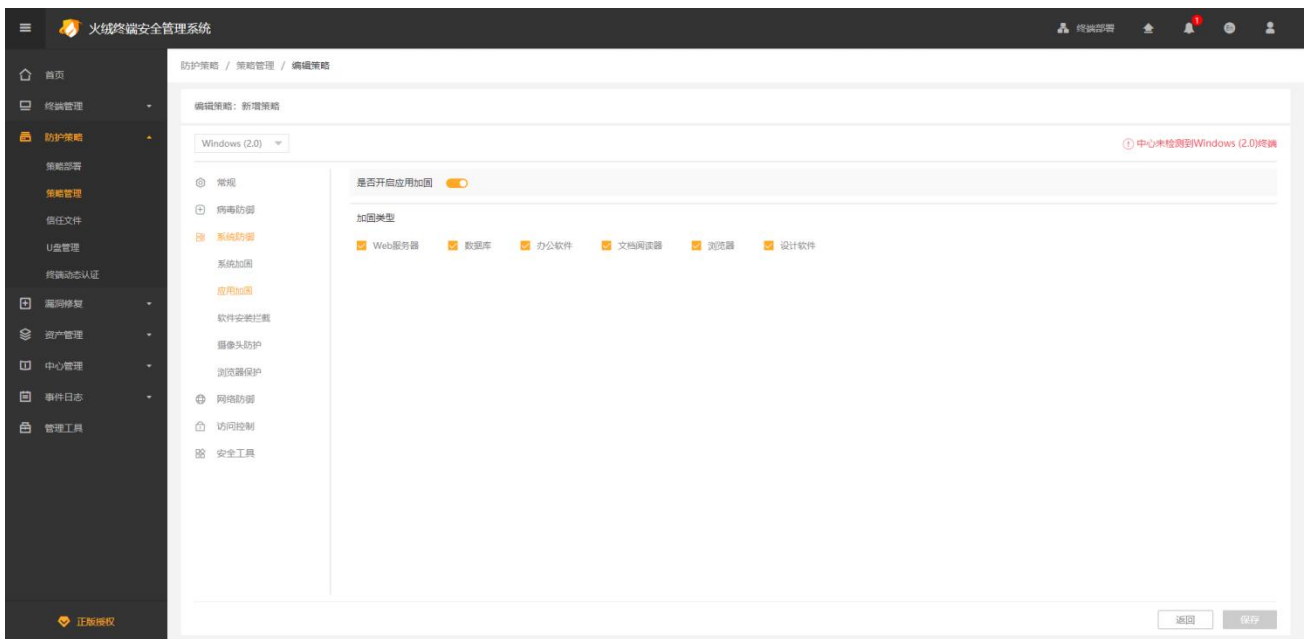 火绒终端安全管理系统
终端部署
1
首页
终端管理
防护策略
策略部署
策略管理
信任文件
U盘管理
终端动态认证
漏洞修复
资产管理
中心管理
事件日志
管理工具
正版授权
防护策略 / 策略管理 / 编辑策略
编辑策略：新增策略
Windows (2.0)
中心未检测到Windows (2.0)终端
常规
病毒防御
系统防御
系统加固
应用加固
软件安装拦截
摄像头防护
浏览器保护
网络防御
访问控制
安全工具
是否开启应用加固
加固类型
Web服务器 数据库 办公软件 文档阅读器 浏览器 设计软件
返回 保存